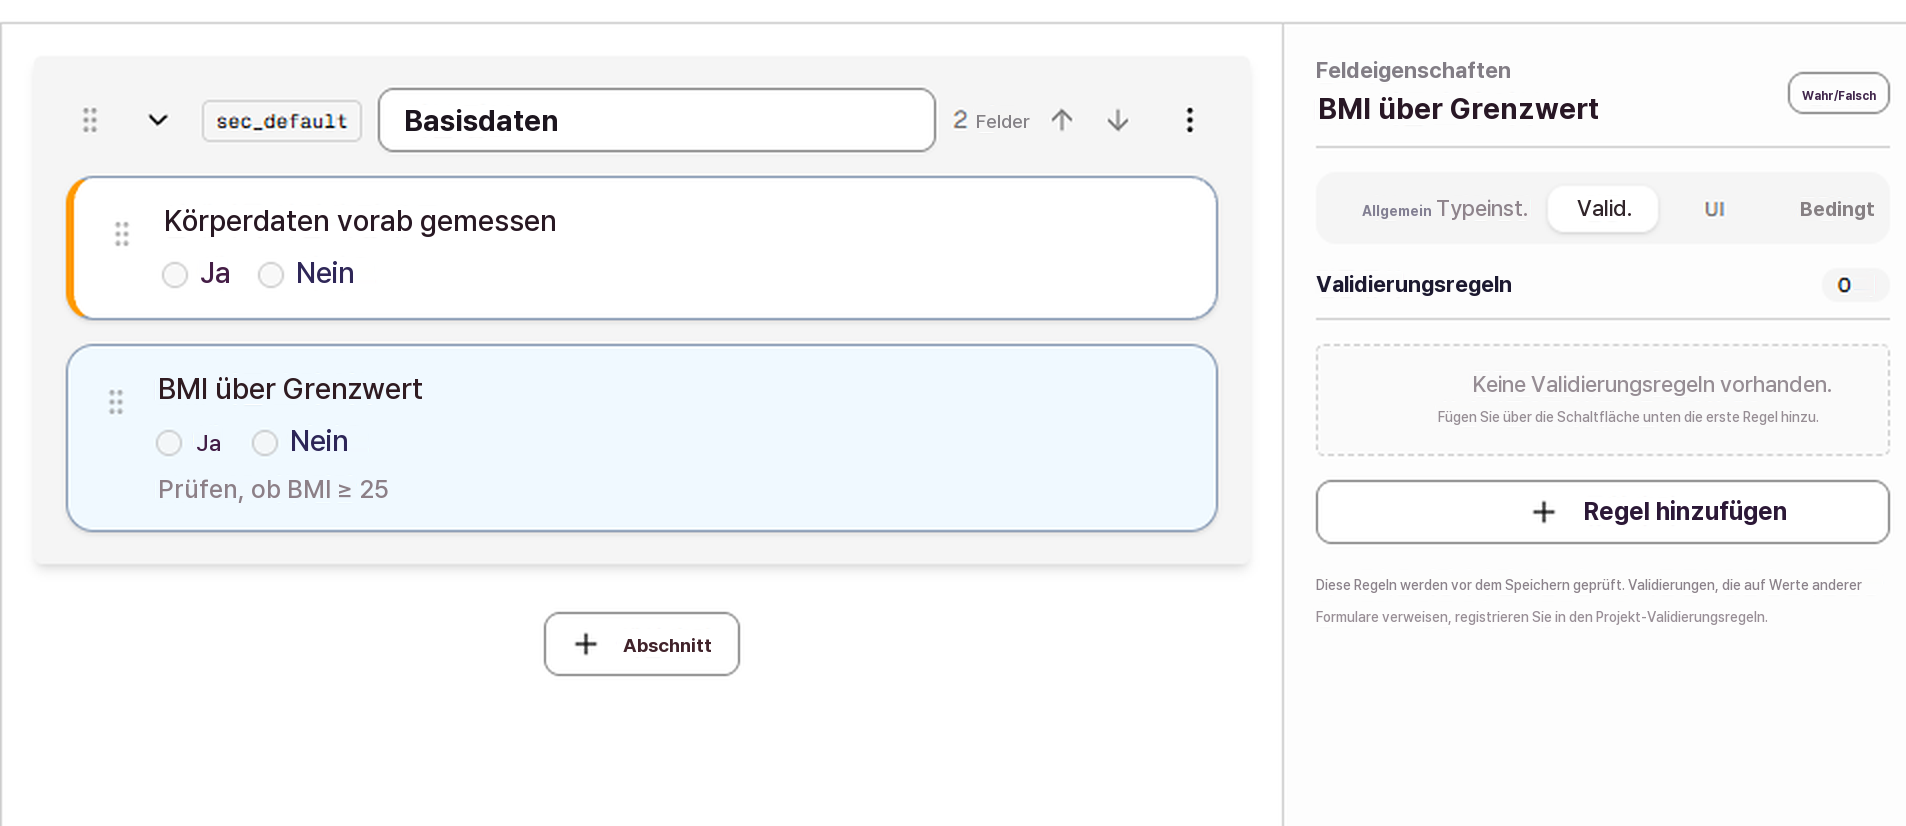 sec_default
Basisdaten
2 Felder
Körperdaten vorab gemessen
Ja Nein
BMI über Grenzwert
Ja Nein
Prüfen, ob BMI ≥ 25
+ Abschnitt
Feldeigenschaften
BMI über Grenzwert
Wahr/Falsch
Allgemein Typeinst. Valid. UI Bedingt
Validierungsregeln 0
Keine Validierungsregeln vorhanden.
Fügen Sie über die Schaltfläche unten die erste Regel hinzu.
+ Regel hinzufügen
Diese Regeln werden vor dem Speichern geprüft. Validierungen, die auf Werte anderer
Formulare verweisen, registrieren Sie in den Projekt-Validierungsregeln.